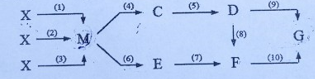 X (1) (4) C (5) D (9)
X (2) M (8) G
X (3) (6) E (7) F (10)